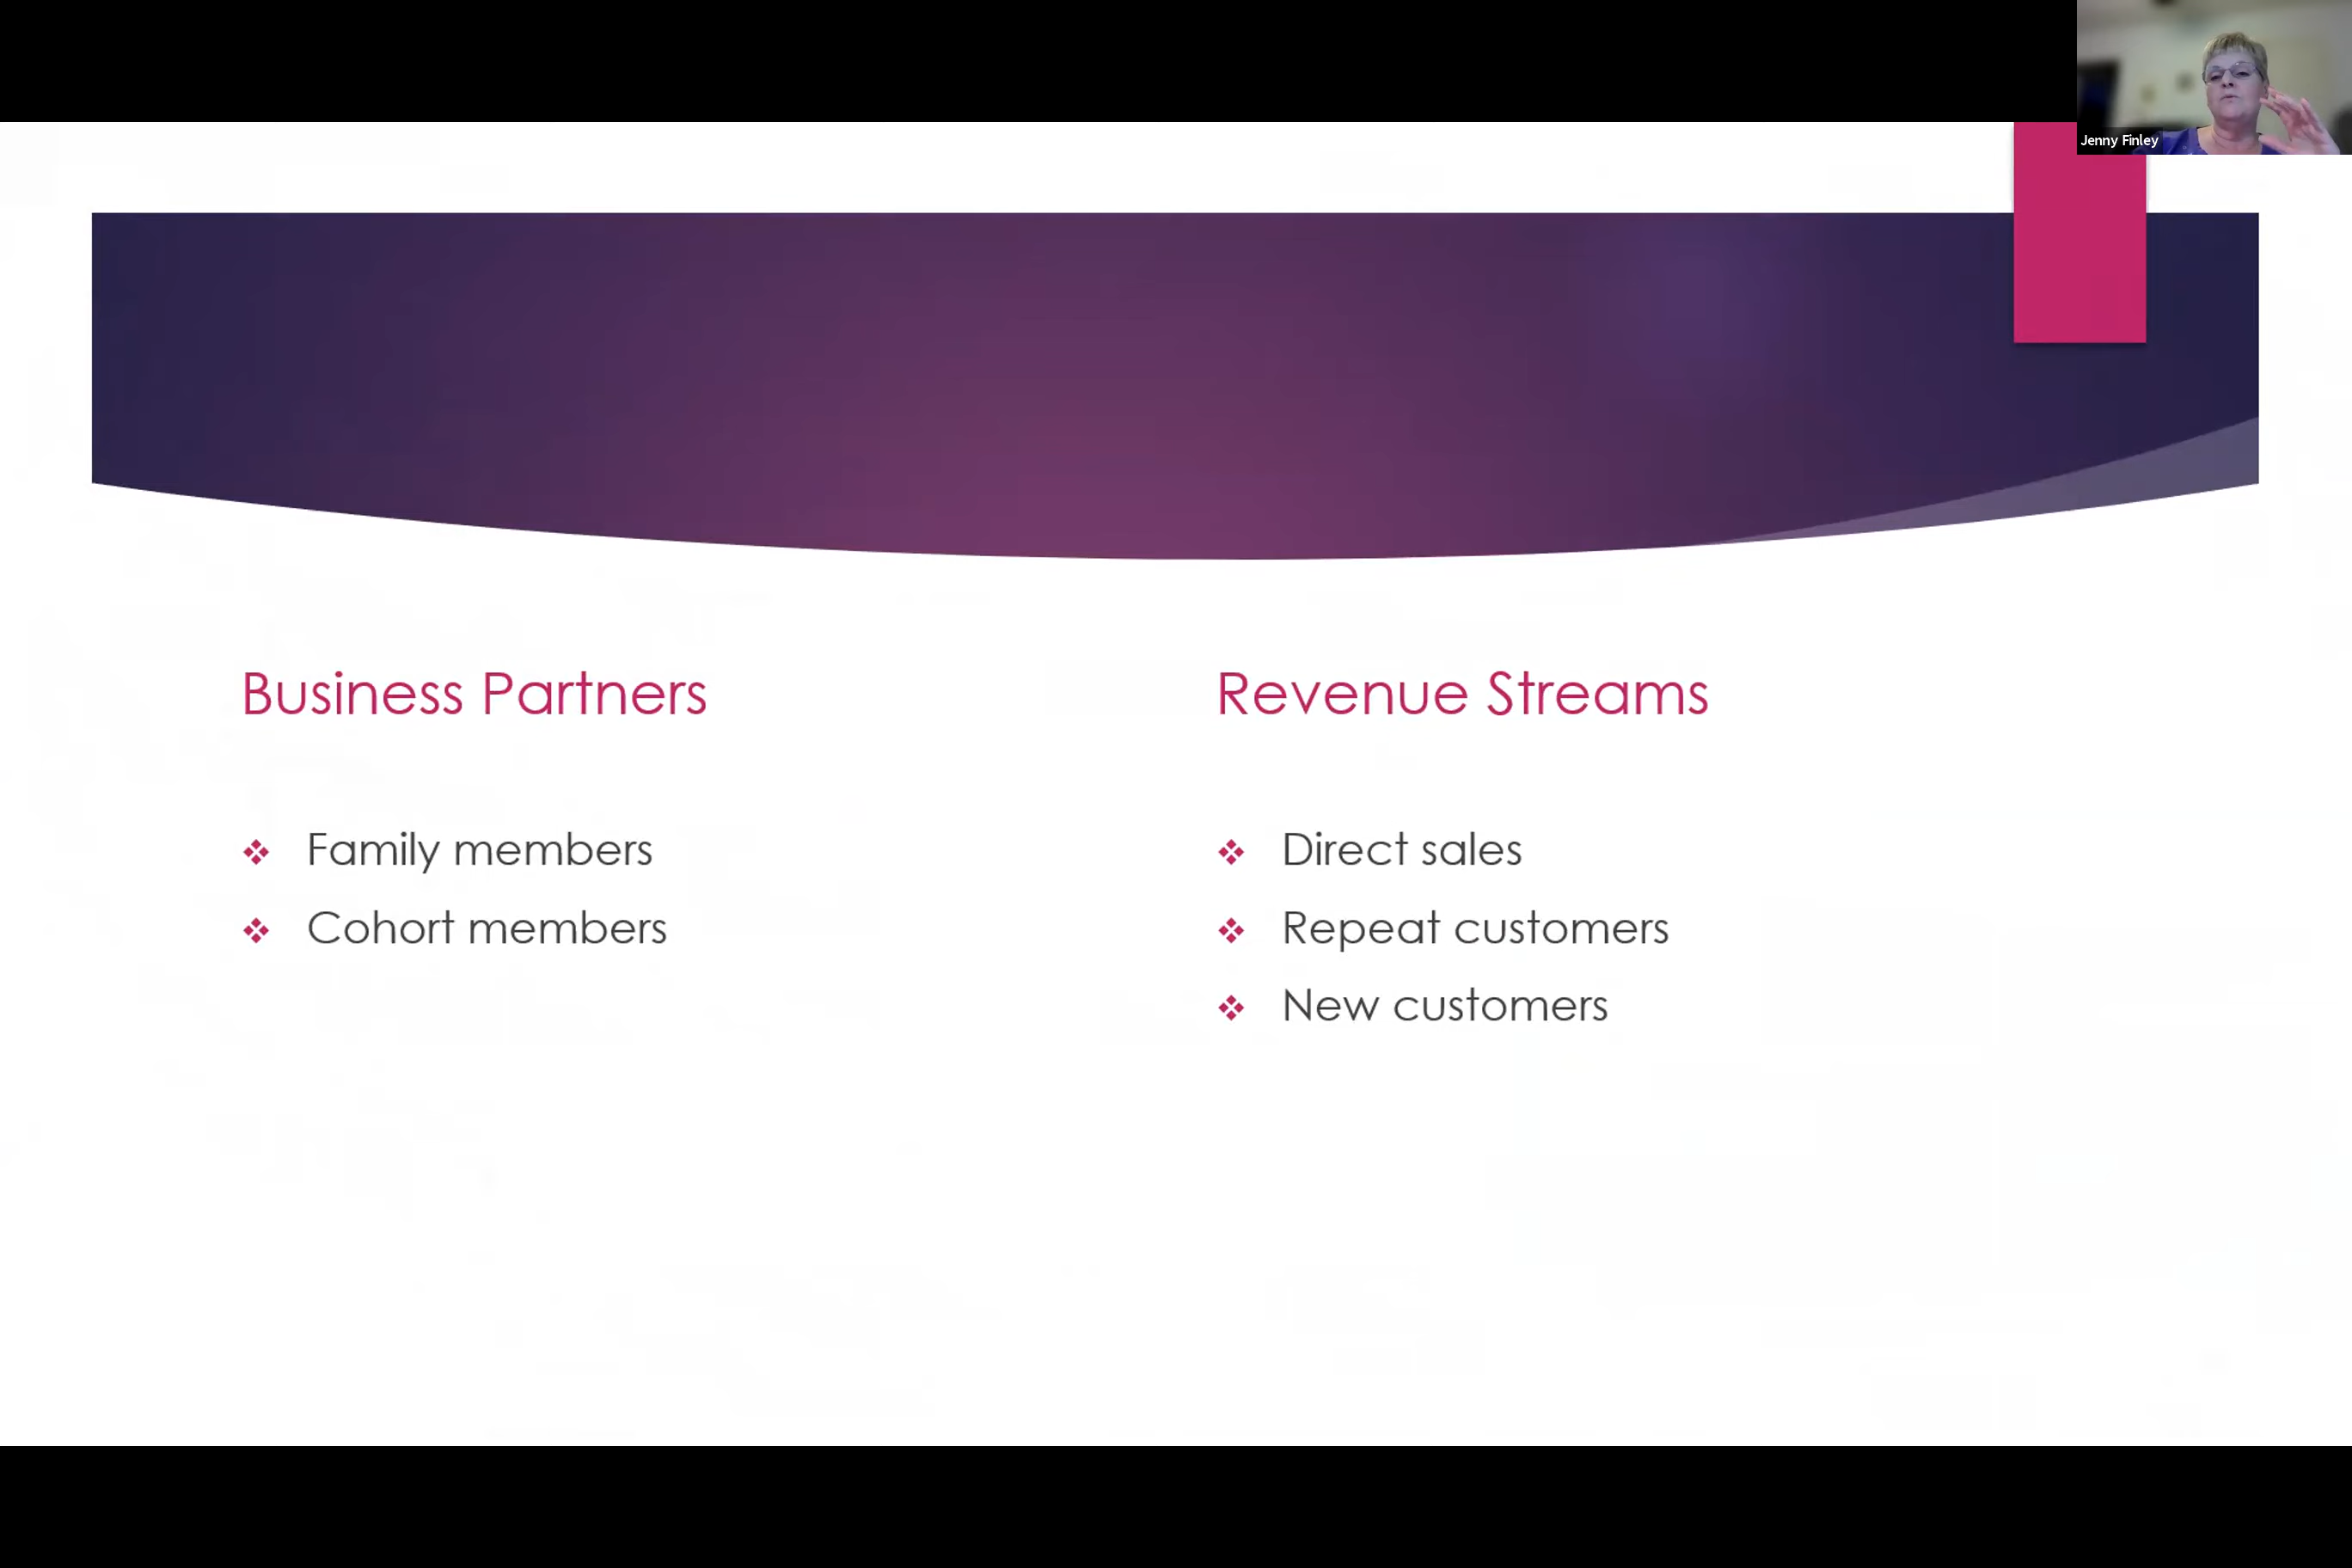 Jenny Finley
Business Partners
Family members
Cohort members
Revenue Streams
Direct sales
Repeat customers
New customers